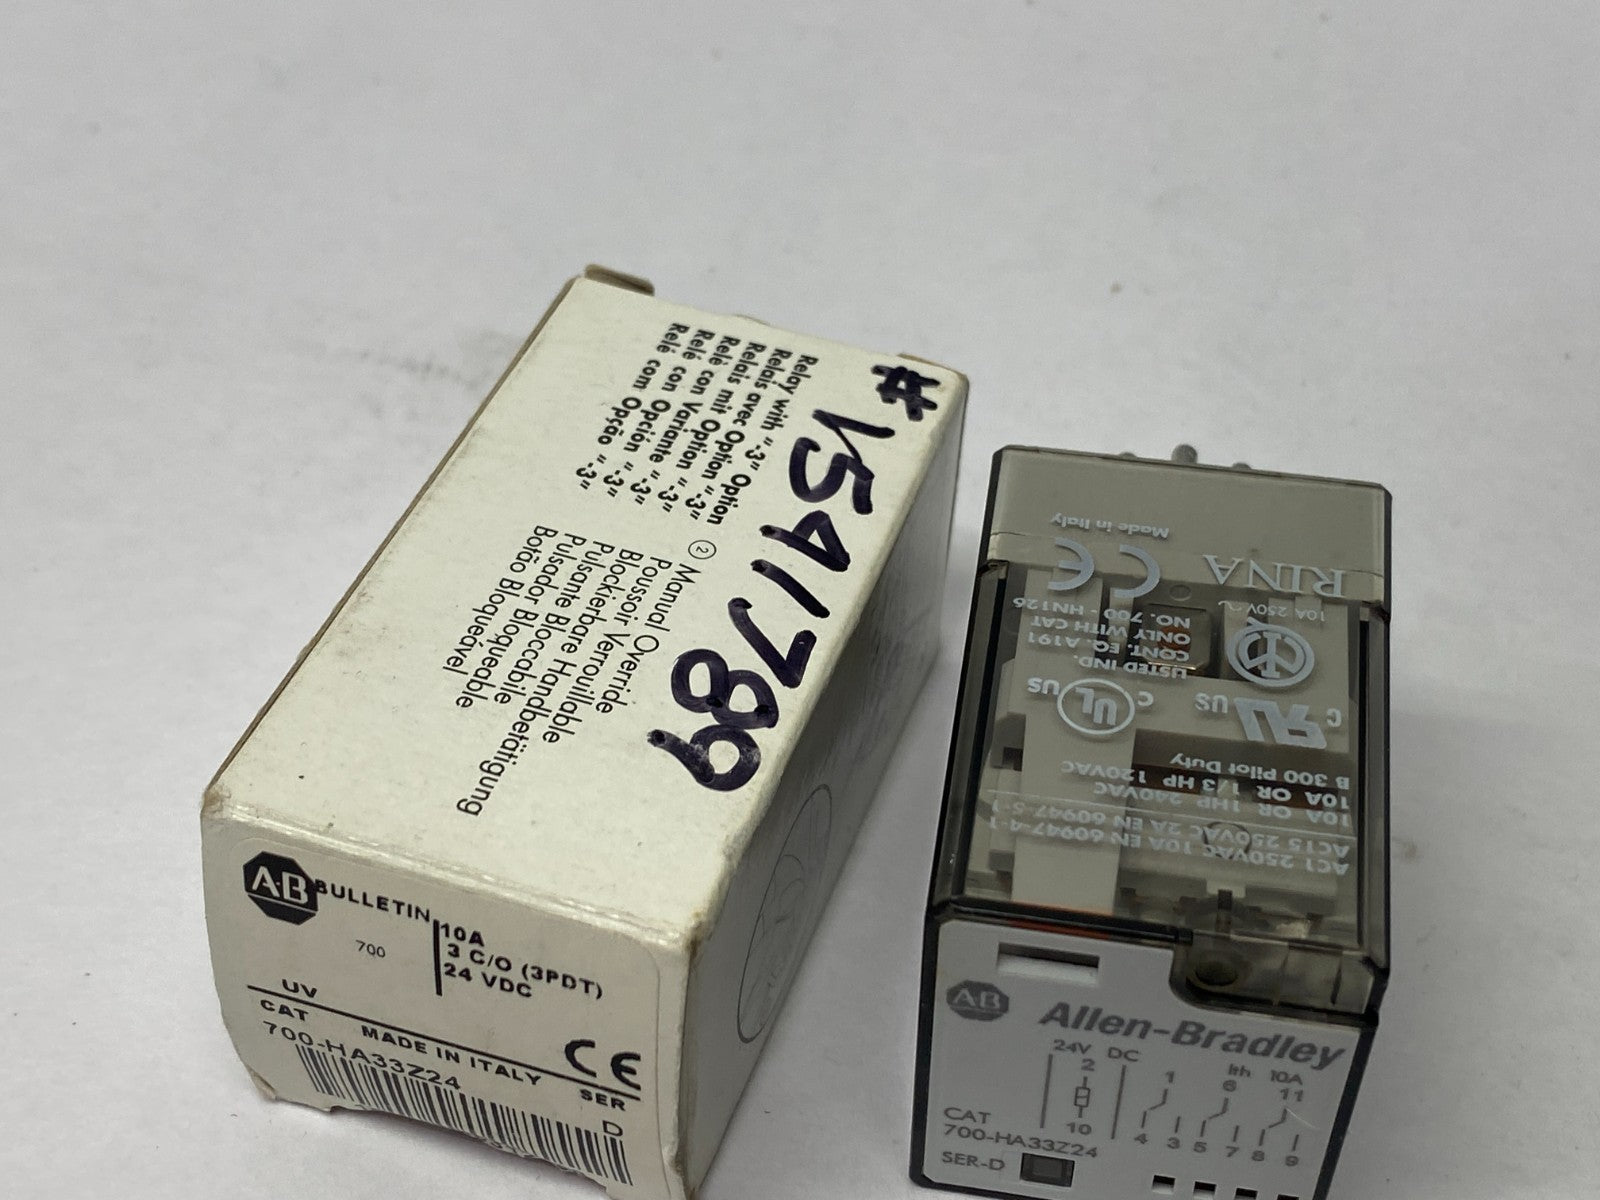 # V541789
Relay with "-3" Option
Relais avec Option "-3"
Relais mit Option "-3"
Relè con Variante "-3"
Relé con Opción "-3"
Relé com Opção "-3"
② Manual Override
Poussoir Verrouillable
Blockierbare Handbetätigung
Pulsante Bloccabile
Pulsador Bloqueable
Botão Bloqueável
A-B
BULLETIN
700
10A
3 C/O (3PDT)
24 VDC
UV
CAT
MADE IN ITALY
CE
700-HA33Z24
SER
D
Made in Italy
CE
RINA
10A 250V~
LISTED IND.
CONT. EQ. A191
ONLY WITH CAT
NO. 700 - HN126
C UL US
C RU US
B 300 Pilot Duty
10A OR 1/3 HP 120VAC
10A OR 1HP 240VAC
AC15 250VAC 2A EN 60947-5-1
AC1 250VAC 10A EN 60947-4-1
AB Allen-Bradley
24V DC
Ith 10A
2 1 6 11
10 4 3 5 7 8 9
CAT
700-HA33Z24
SER-D